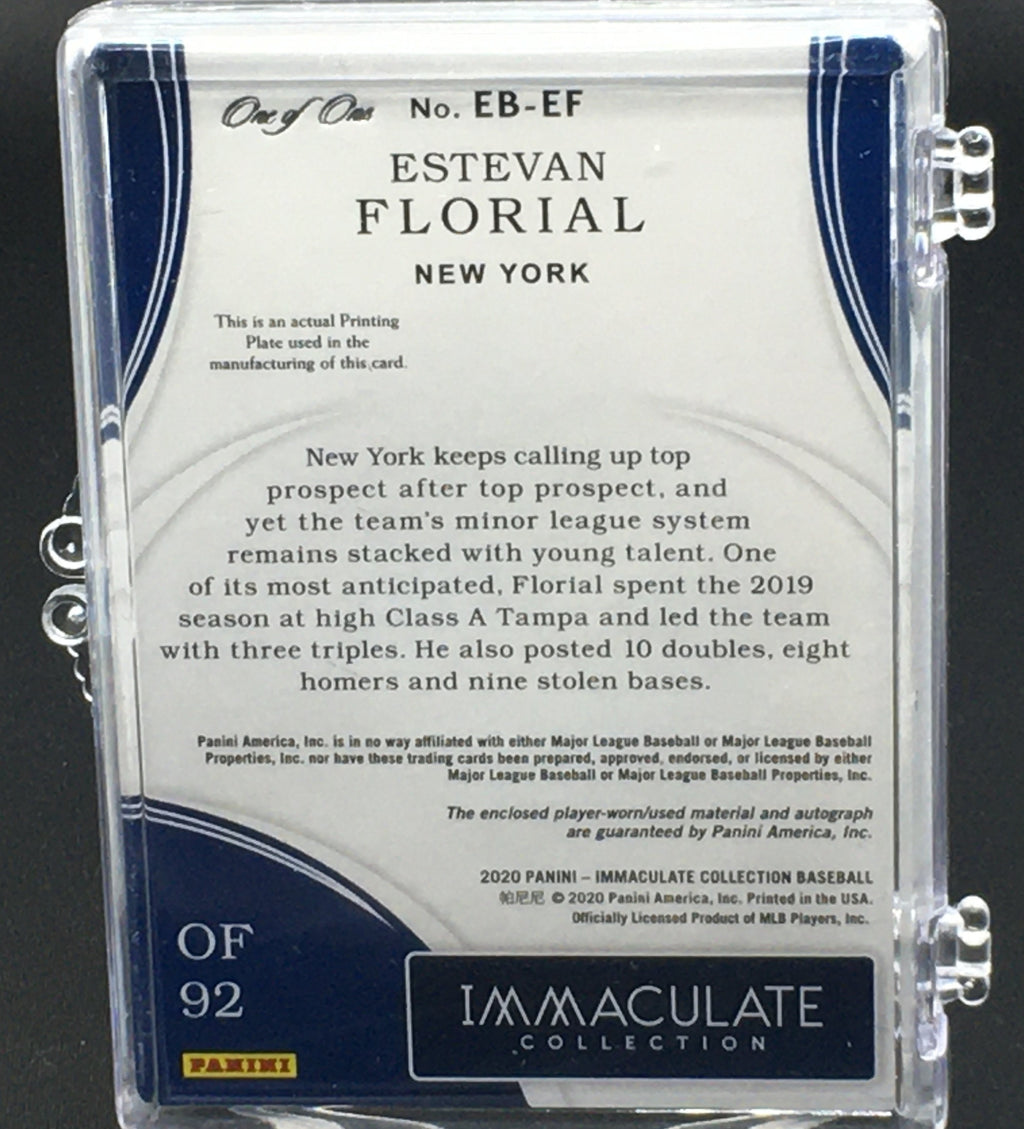 One of One No. EB-EF
ESTEVAN
FLORIAL
NEW YORK
This is an actual Printing
Plate used in the
manufacturing of this card.
New York keeps calling up top
prospect after top prospect, and
yet the team's minor league system
remains stacked with young talent. One
of its most anticipated, Florial spent the 2019
season at high Class A Tampa and led the team
with three triples. He also posted 10 doubles, eight
homers and nine stolen bases.
Panini America, Inc. is in no way affiliated with either Major League Baseball or Major League Baseball
Properties, Inc. nor have these trading cards been prepared, approved, endorsed, or licensed by either
Major League Baseball or Major League Baseball Properties, Inc.
The enclosed player-worn/used material and autograph
are guaranteed by Panini America, Inc.
2020 PANINI – IMMACULATE COLLECTION BASEBALL
帕尼尼 © 2020 Panini America, Inc. Printed in the USA.
Officially Licensed Product of MLB Players, Inc.
OF
92
PANINI
IMMACULATE
COLLECTION